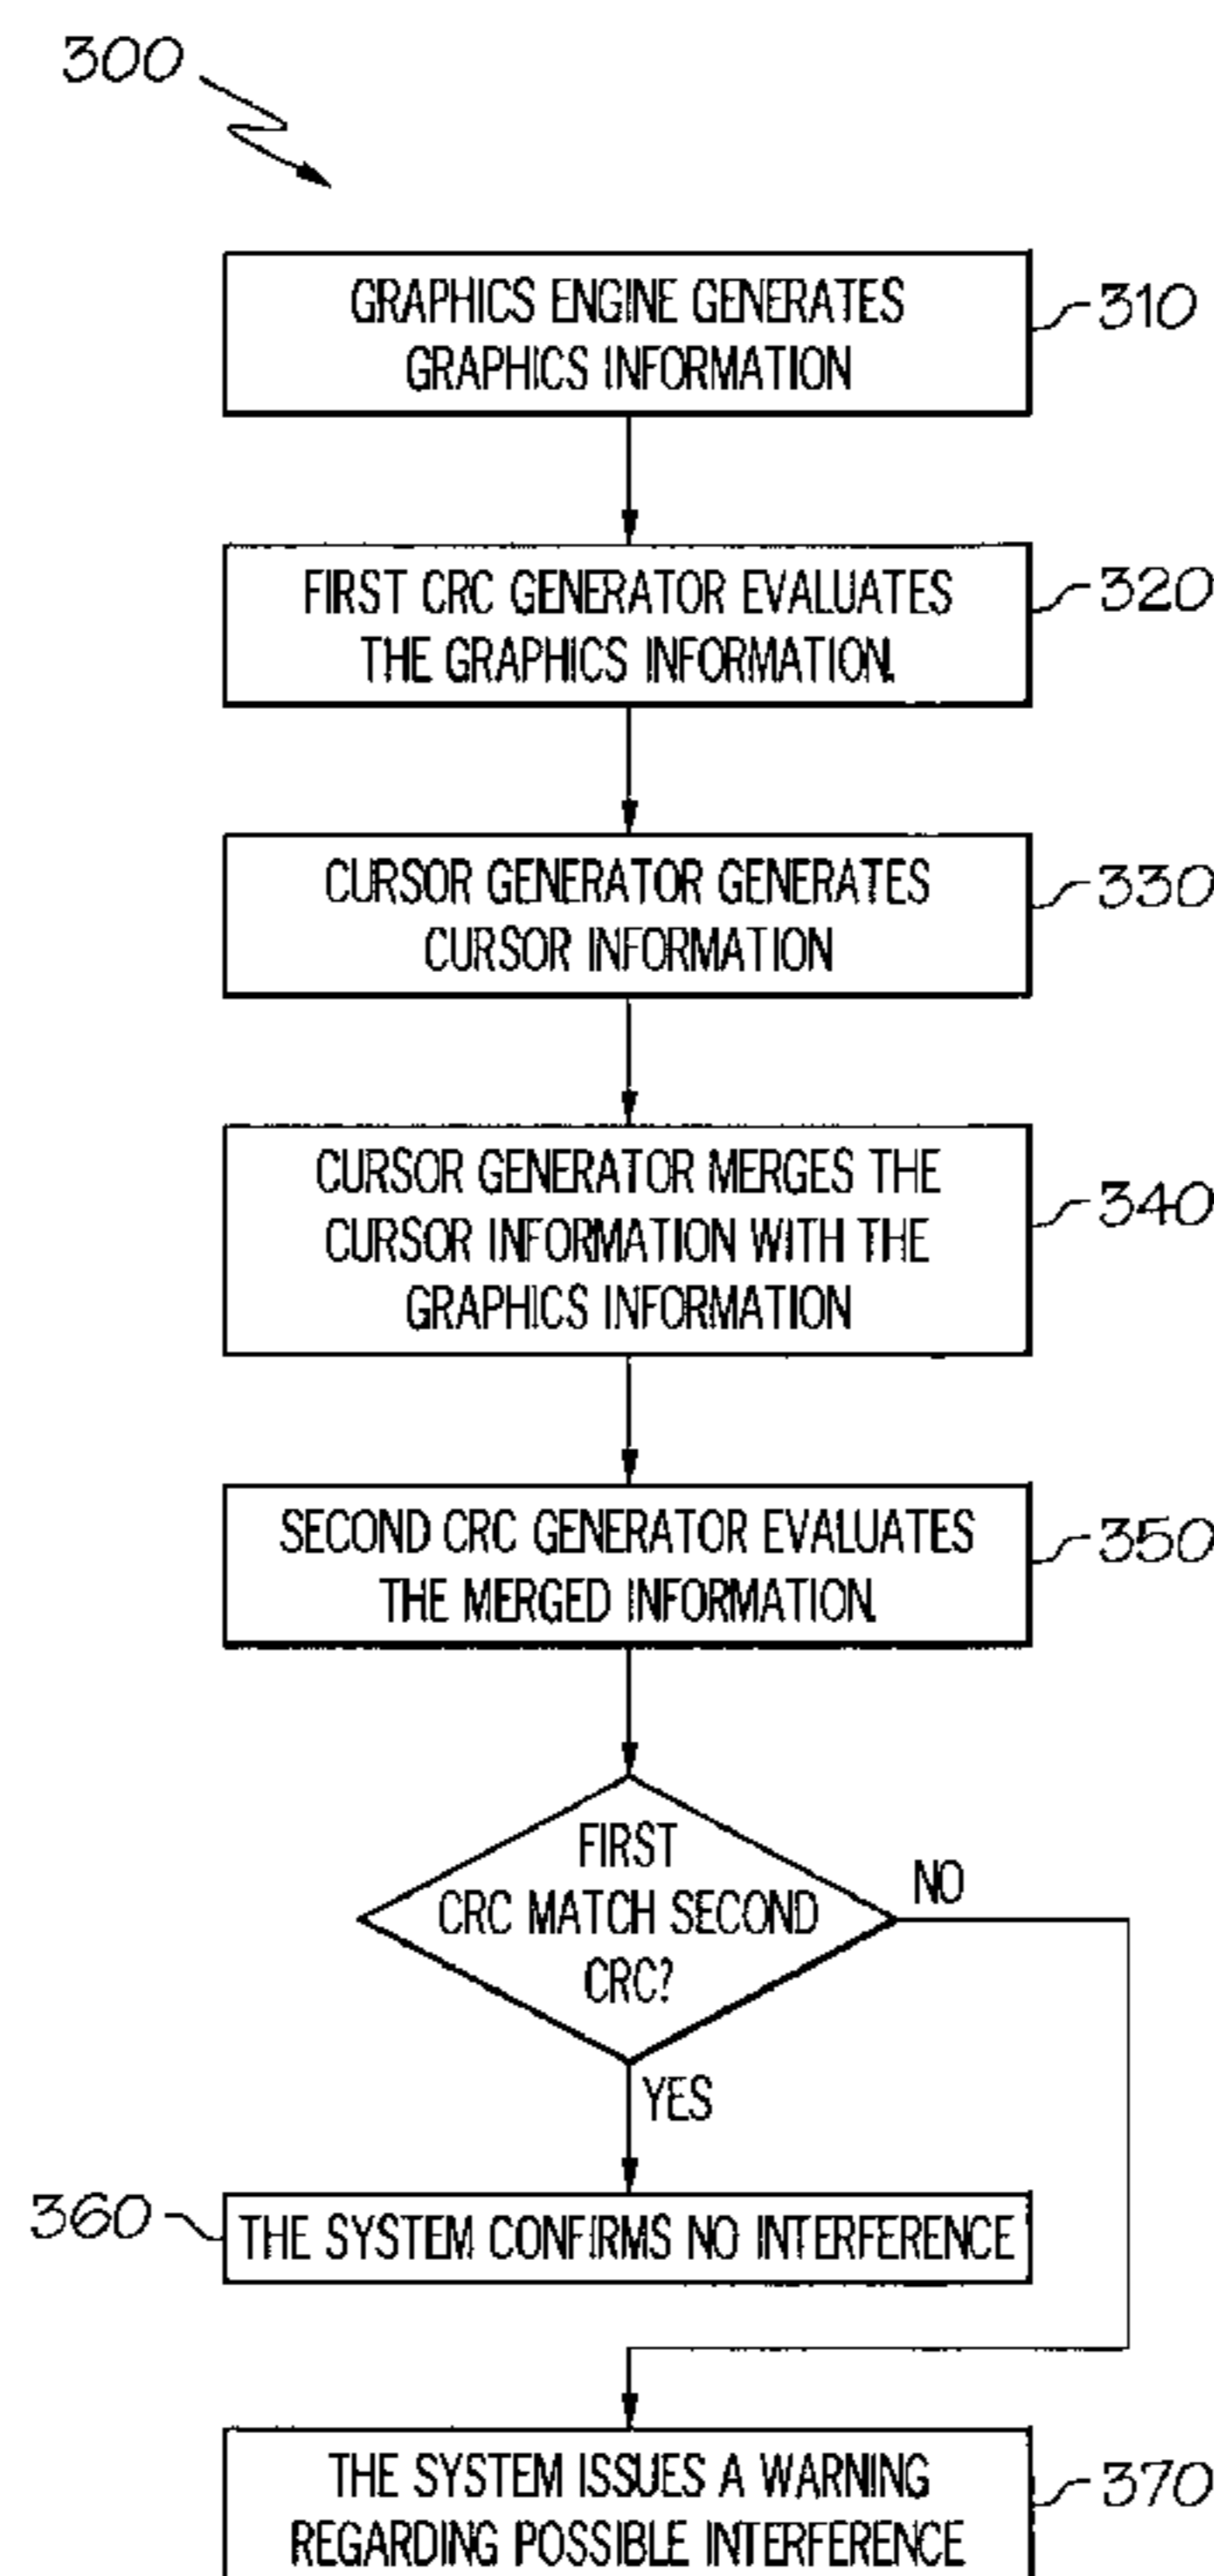 300
GRAPHICS ENGINE GENERATES
GRAPHICS INFORMATION
310
FIRST CRC GENERATOR EVALUATES
THE GRAPHICS INFORMATION.
320
CURSOR GENERATOR GENERATES
CURSOR INFORMATION
330
CURSOR GENERATOR MERGES THE
CURSOR INFORMATION WITH THE
GRAPHICS INFORMATION
340
SECOND CRC GENERATOR EVALUATES
THE MERGED INFORMATION.
350
FIRST
CRC MATCH SECOND
CRC?
NO
YES
360
THE SYSTEM CONFIRMS NO INTERFERENCE
THE SYSTEM ISSUES A WARNING
REGARDING POSSIBLE INTERFERENCE
370